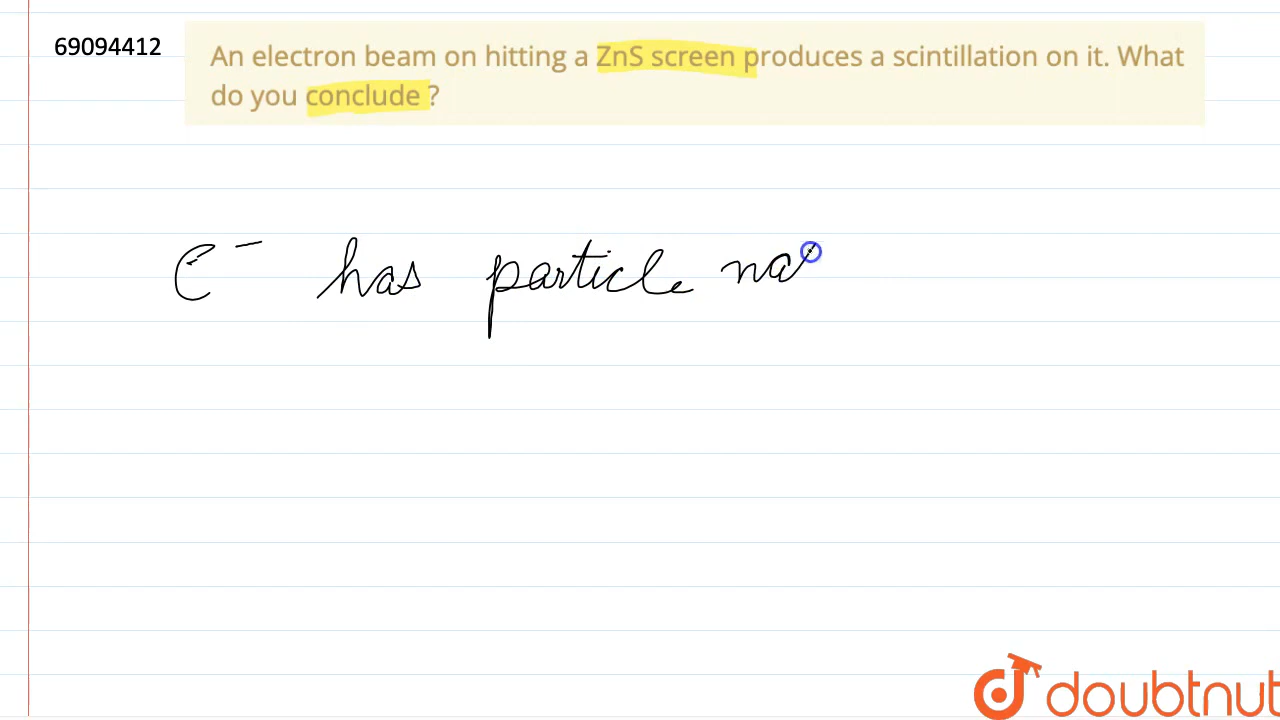 69094412
An electron beam on hitting a ZnS screen produces a scintillation on it. What
do you conclude ?
e⁻ has particle na
doubtnut